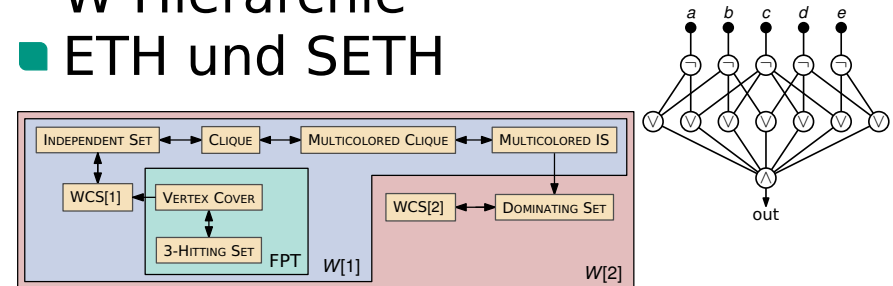 W Hierarchie
ETH und SETH
INDEPENDENT SET
CLIQUE
MULTICOLORED CLIQUE
MULTICOLORED IS
WCS[1]
VERTEX COVER
WCS[2]
DOMINATING SET
3-HITTING SET
FPT
W[1]
W[2]
a b c d e
¬ ¬ ¬ ¬ ¬
∨ ∨ ∨ ∨ ∨ ∨ ∨
∧
out